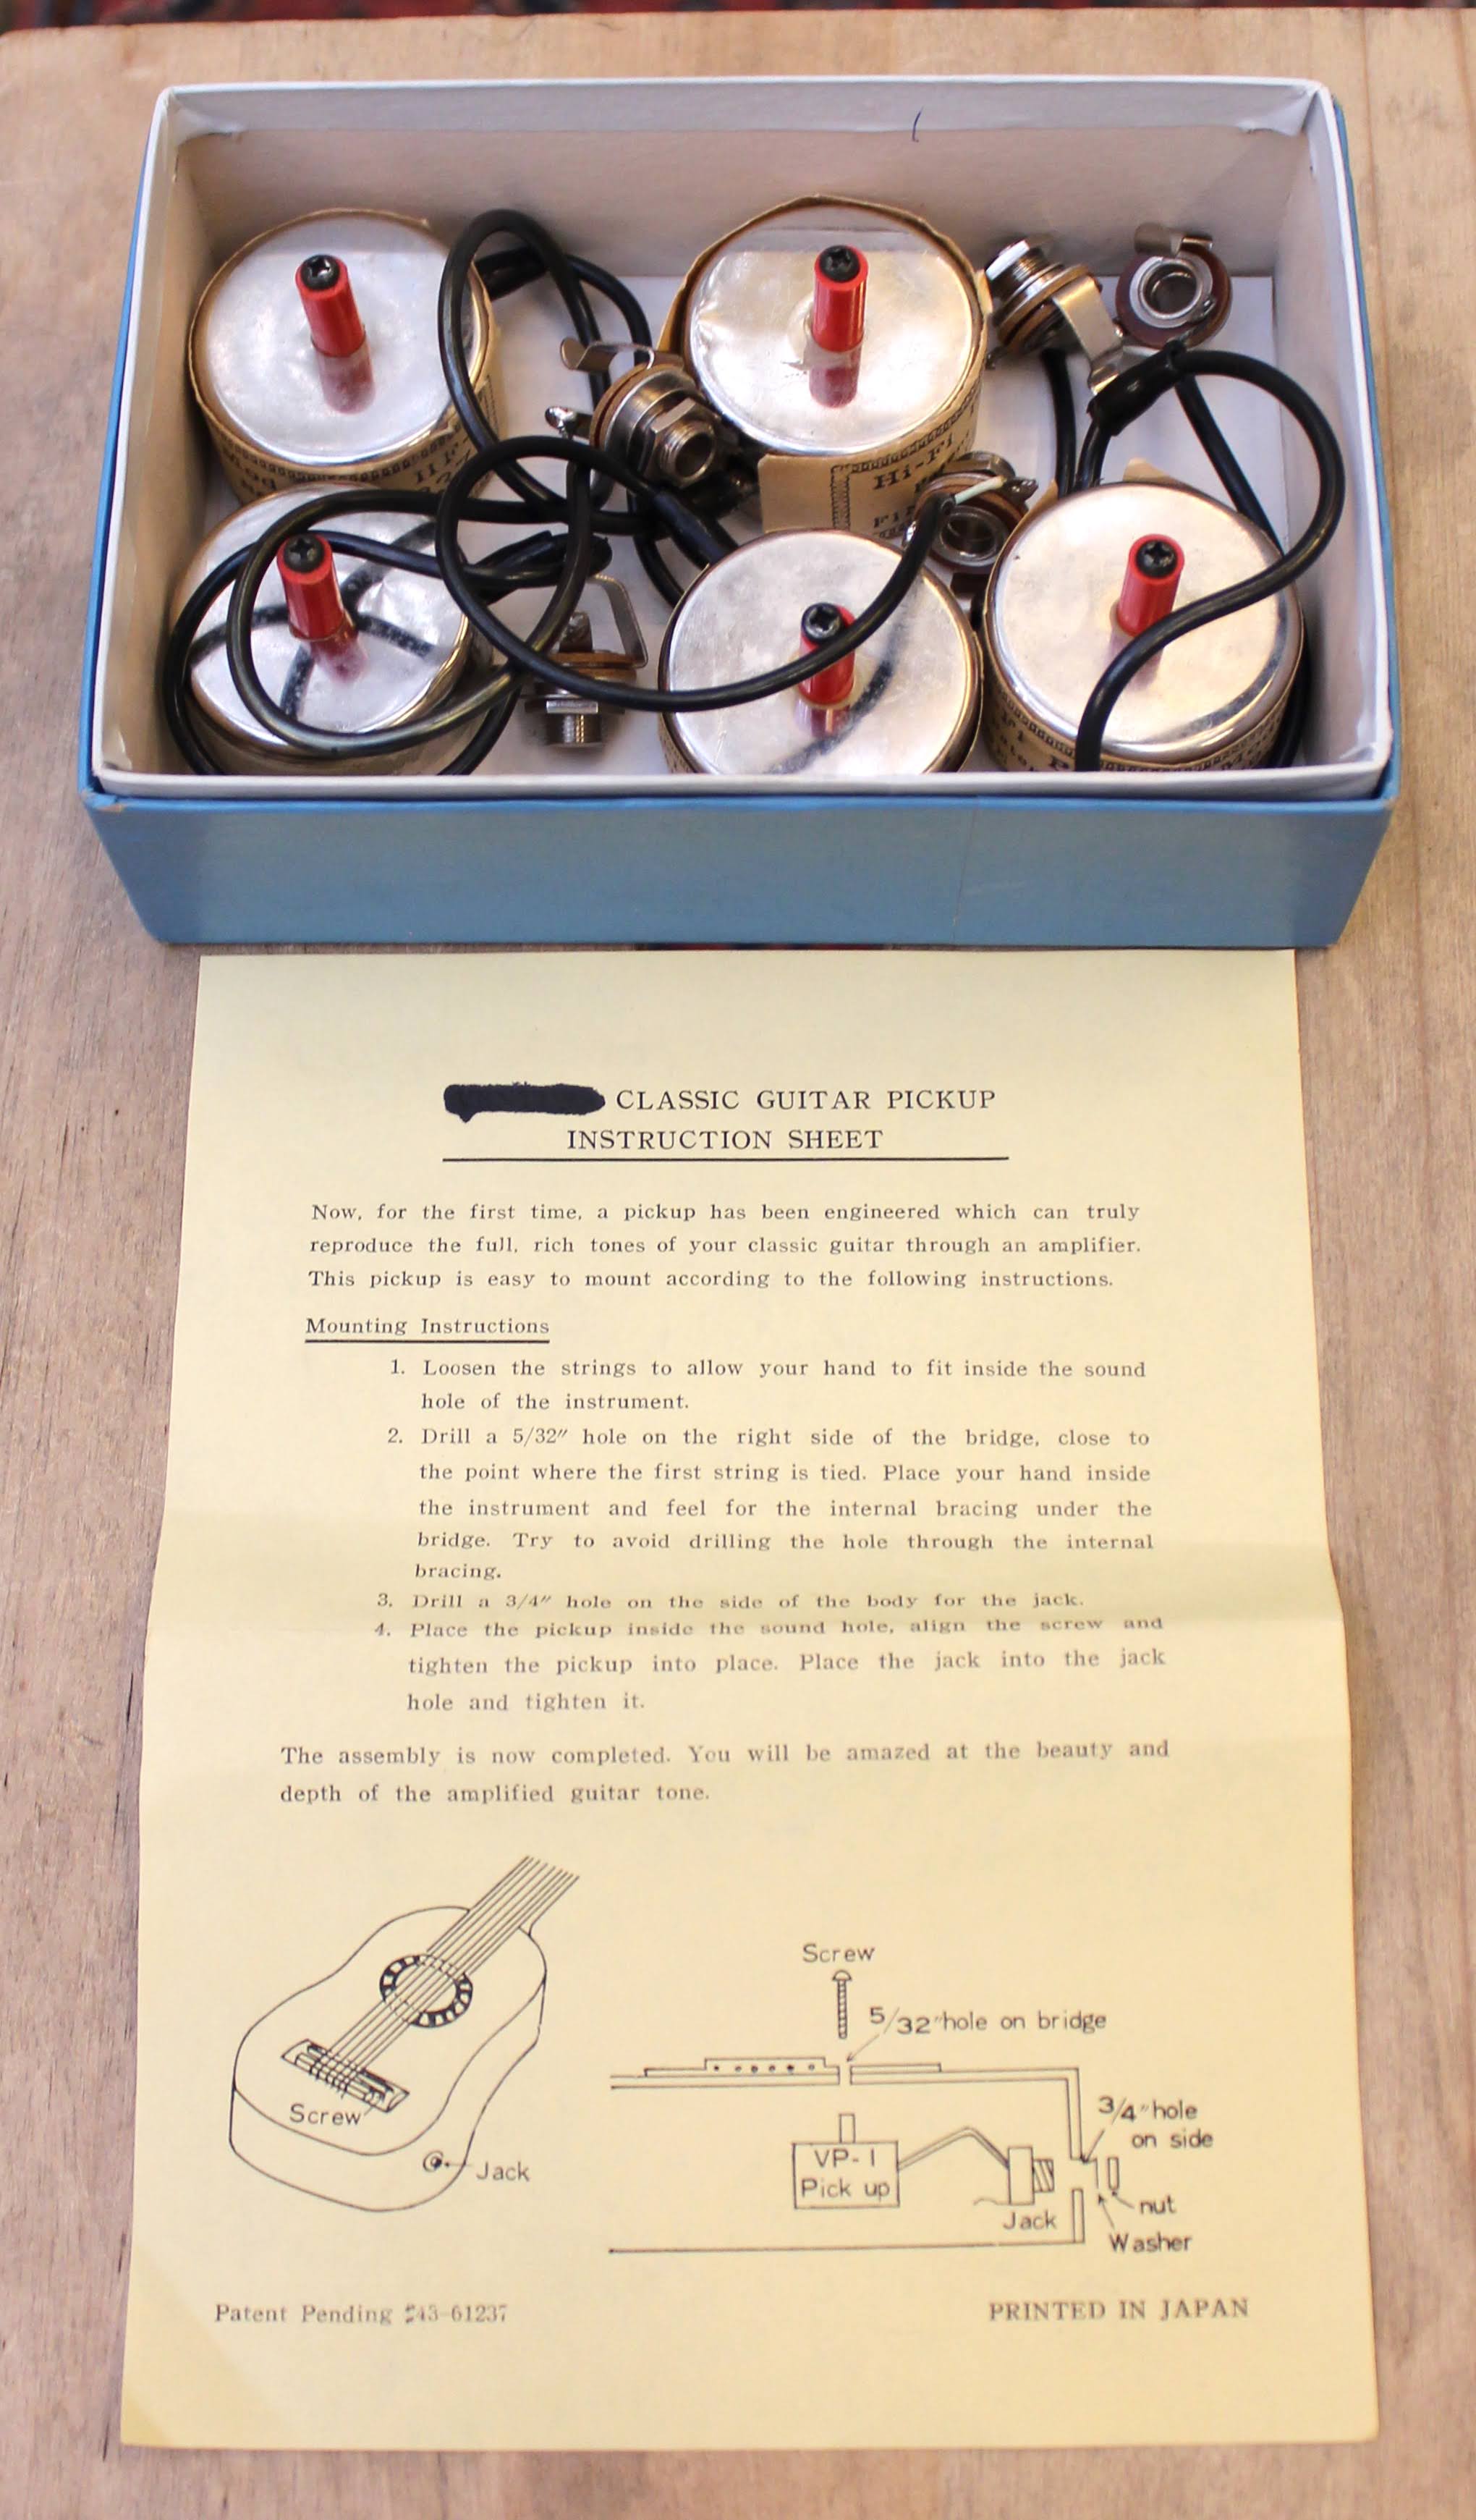 Hi-Fi
CLASSIC GUITAR PICKUP
INSTRUCTION SHEET
Now, for the first time, a pickup has been engineered which can truly
reproduce the full, rich tones of your classic guitar through an amplifier.
This pickup is easy to mount according to the following instructions.
Mounting Instructions
1. Loosen the strings to allow your hand to fit inside the sound
hole of the instrument.
2. Drill a 5/32" hole on the right side of the bridge, close to
the point where the first string is tied. Place your hand inside
the instrument and feel for the internal bracing under the
bridge. Try to avoid drilling the hole through the internal
bracing.
3. Drill a 3/4" hole on the side of the body for the jack.
4. Place the pickup inside the sound hole, align the screw and
tighten the pickup into place. Place the jack into the jack
hole and tighten it.
The assembly is now completed. You will be amazed at the beauty and
depth of the amplified guitar tone.
Screw
Jack
Screw
5/32" hole on bridge
3/4" hole
on side
VP-1
Pick up
Jack
nut
Washer
Patent Pending #43-61237
PRINTED IN JAPAN